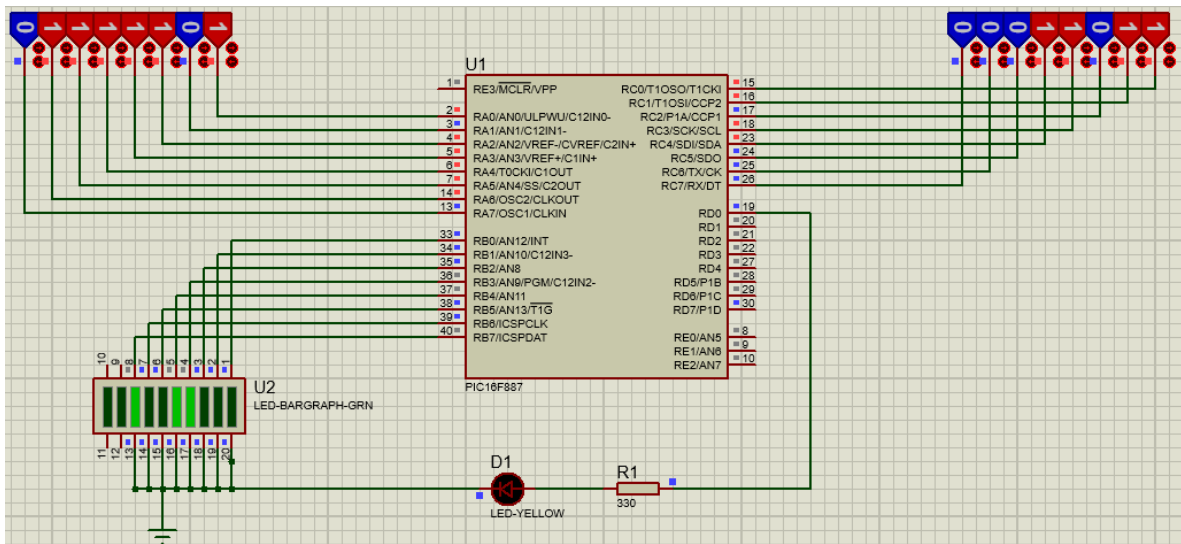 0 1 1 1 1 1 0 1
0 0 0 1 1 0 1 1
U1
1 RE3/MCLR/VPP
2 RA0/AN0/ULPWU/C12IN0-
3 RA1/AN1/C12IN1-
4 RA2/AN2/VREF-/CVREF/C2IN+
5 RA3/AN3/VREF+/C1IN+
6 RA4/T0CKI/C1OUT
7 RA5/AN4/SS/C2OUT
14 RA6/OSC2/CLKOUT
13 RA7/OSC1/CLKIN
33 RB0/AN12/INT
34 RB1/AN10/C12IN3-
35 RB2/AN8
36 RB3/AN9/PGM/C12IN2-
37 RB4/AN11
38 RB5/AN13/T1G
39 RB6/ICSPCLK
40 RB7/ICSPDAT
RC0/T1OSO/T1CKI 15
RC1/T1OSI/CCP2 16
RC2/P1A/CCP1 17
RC3/SCK/SCL 18
RC4/SDI/SDA 23
RC5/SDO 24
RC6/TX/CK 25
RC7/RX/DT 26
RD0 19
RD1 20
RD2 21
RD3 22
RD4 27
RD5/P1B 28
RD6/P1C 29
RD7/P1D 30
RE0/AN5 8
RE1/AN6 9
RE2/AN7 10
PIC16F887
10 9 8 7 6 5 4 3 2 1
U2
LED-BARGRAPH-GRN
11 12 13 14 15 16 17 18 19 20
D1
LED-YELLOW
R1
330